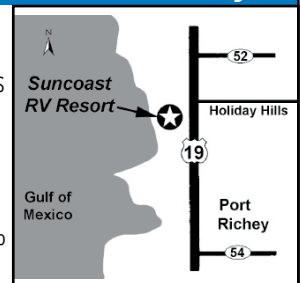 N
52
Suncoast
RV Resort
Holiday Hills
19
Gulf of
Mexico
Port
Richey
54